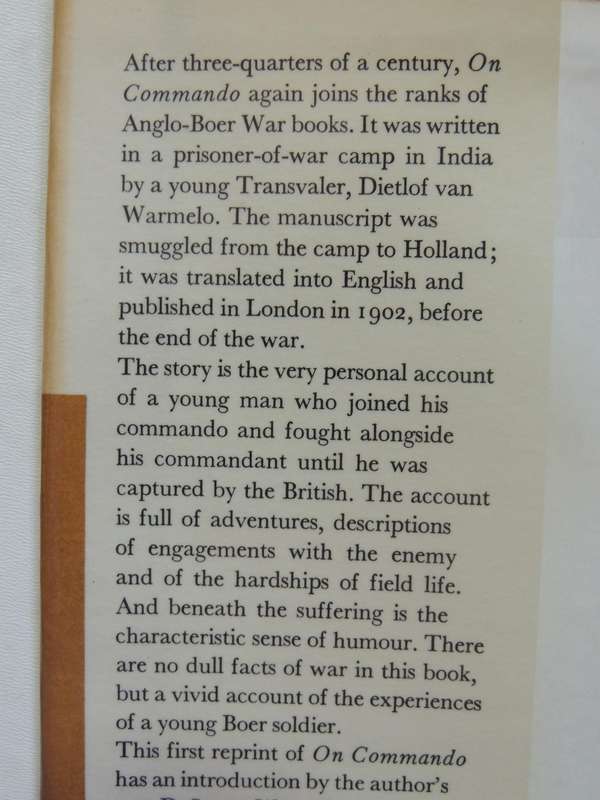 After three-quarters of a century, On
Commando again joins the ranks of
Anglo-Boer War books. It was written
in a prisoner-of-war camp in India
by a young Transvaler, Dietlof van
Warmelo. The manuscript was
smuggled from the camp to Holland;
it was translated into English and
published in London in 1902, before
the end of the war.
The story is the very personal account
of a young man who joined his
commando and fought alongside
his commandant until he was
captured by the British. The account
is full of adventures, descriptions
of engagements with the enemy
and of the hardships of field life.
And beneath the suffering is the
characteristic sense of humour. There
are no dull facts of war in this book,
but a vivid account of the experiences
of a young Boer soldier.
This first reprint of On Commando
has an introduction by the author's